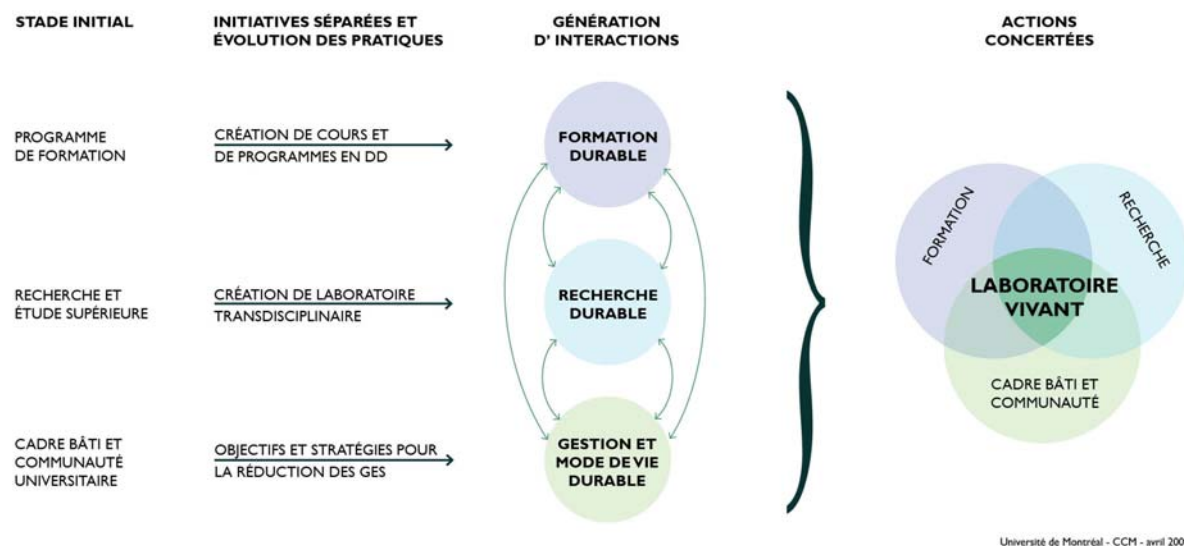 STADE INITIAL
INITIATIVES SÉPARÉES ET
ÉVOLUTION DES PRATIQUES
GÉNÉRATION
D' INTERACTIONS
ACTIONS
CONCERTÉES
PROGRAMME
DE FORMATION
CRÉATION DE COURS ET
DE PROGRAMMES EN DD
FORMATION
DURABLE
RECHERCHE ET
ÉTUDE SUPÉRIEURE
CRÉATION DE LABORATOIRE
TRANSDISCIPLINAIRE
RECHERCHE
DURABLE
CADRE BÂTI ET
COMMUNAUTÉ
UNIVERSITAIRE
OBJECTIFS ET STRATÉGIES POUR
LA RÉDUCTION DES GES
GESTION ET
MODE DE VIE
DURABLE
FORMATION
RECHERCHE
LABORATOIRE
VIVANT
CADRE BÂTI ET
COMMUNAUTÉ
Université de Montréal - CCM - avril 200